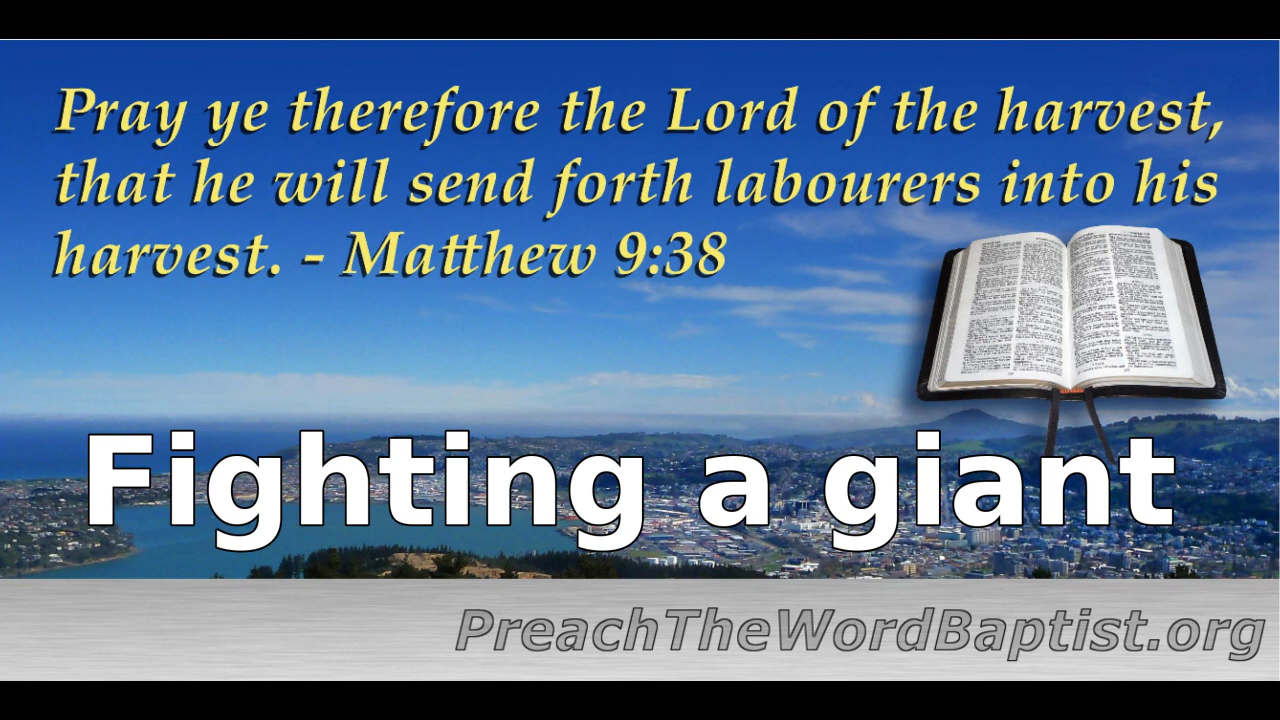 Pray ye therefore the Lord of the harvest,
that he will send forth labourers into his
harvest. - Matthew 9:38
Fighting a giant
PreachTheWordBaptist.org